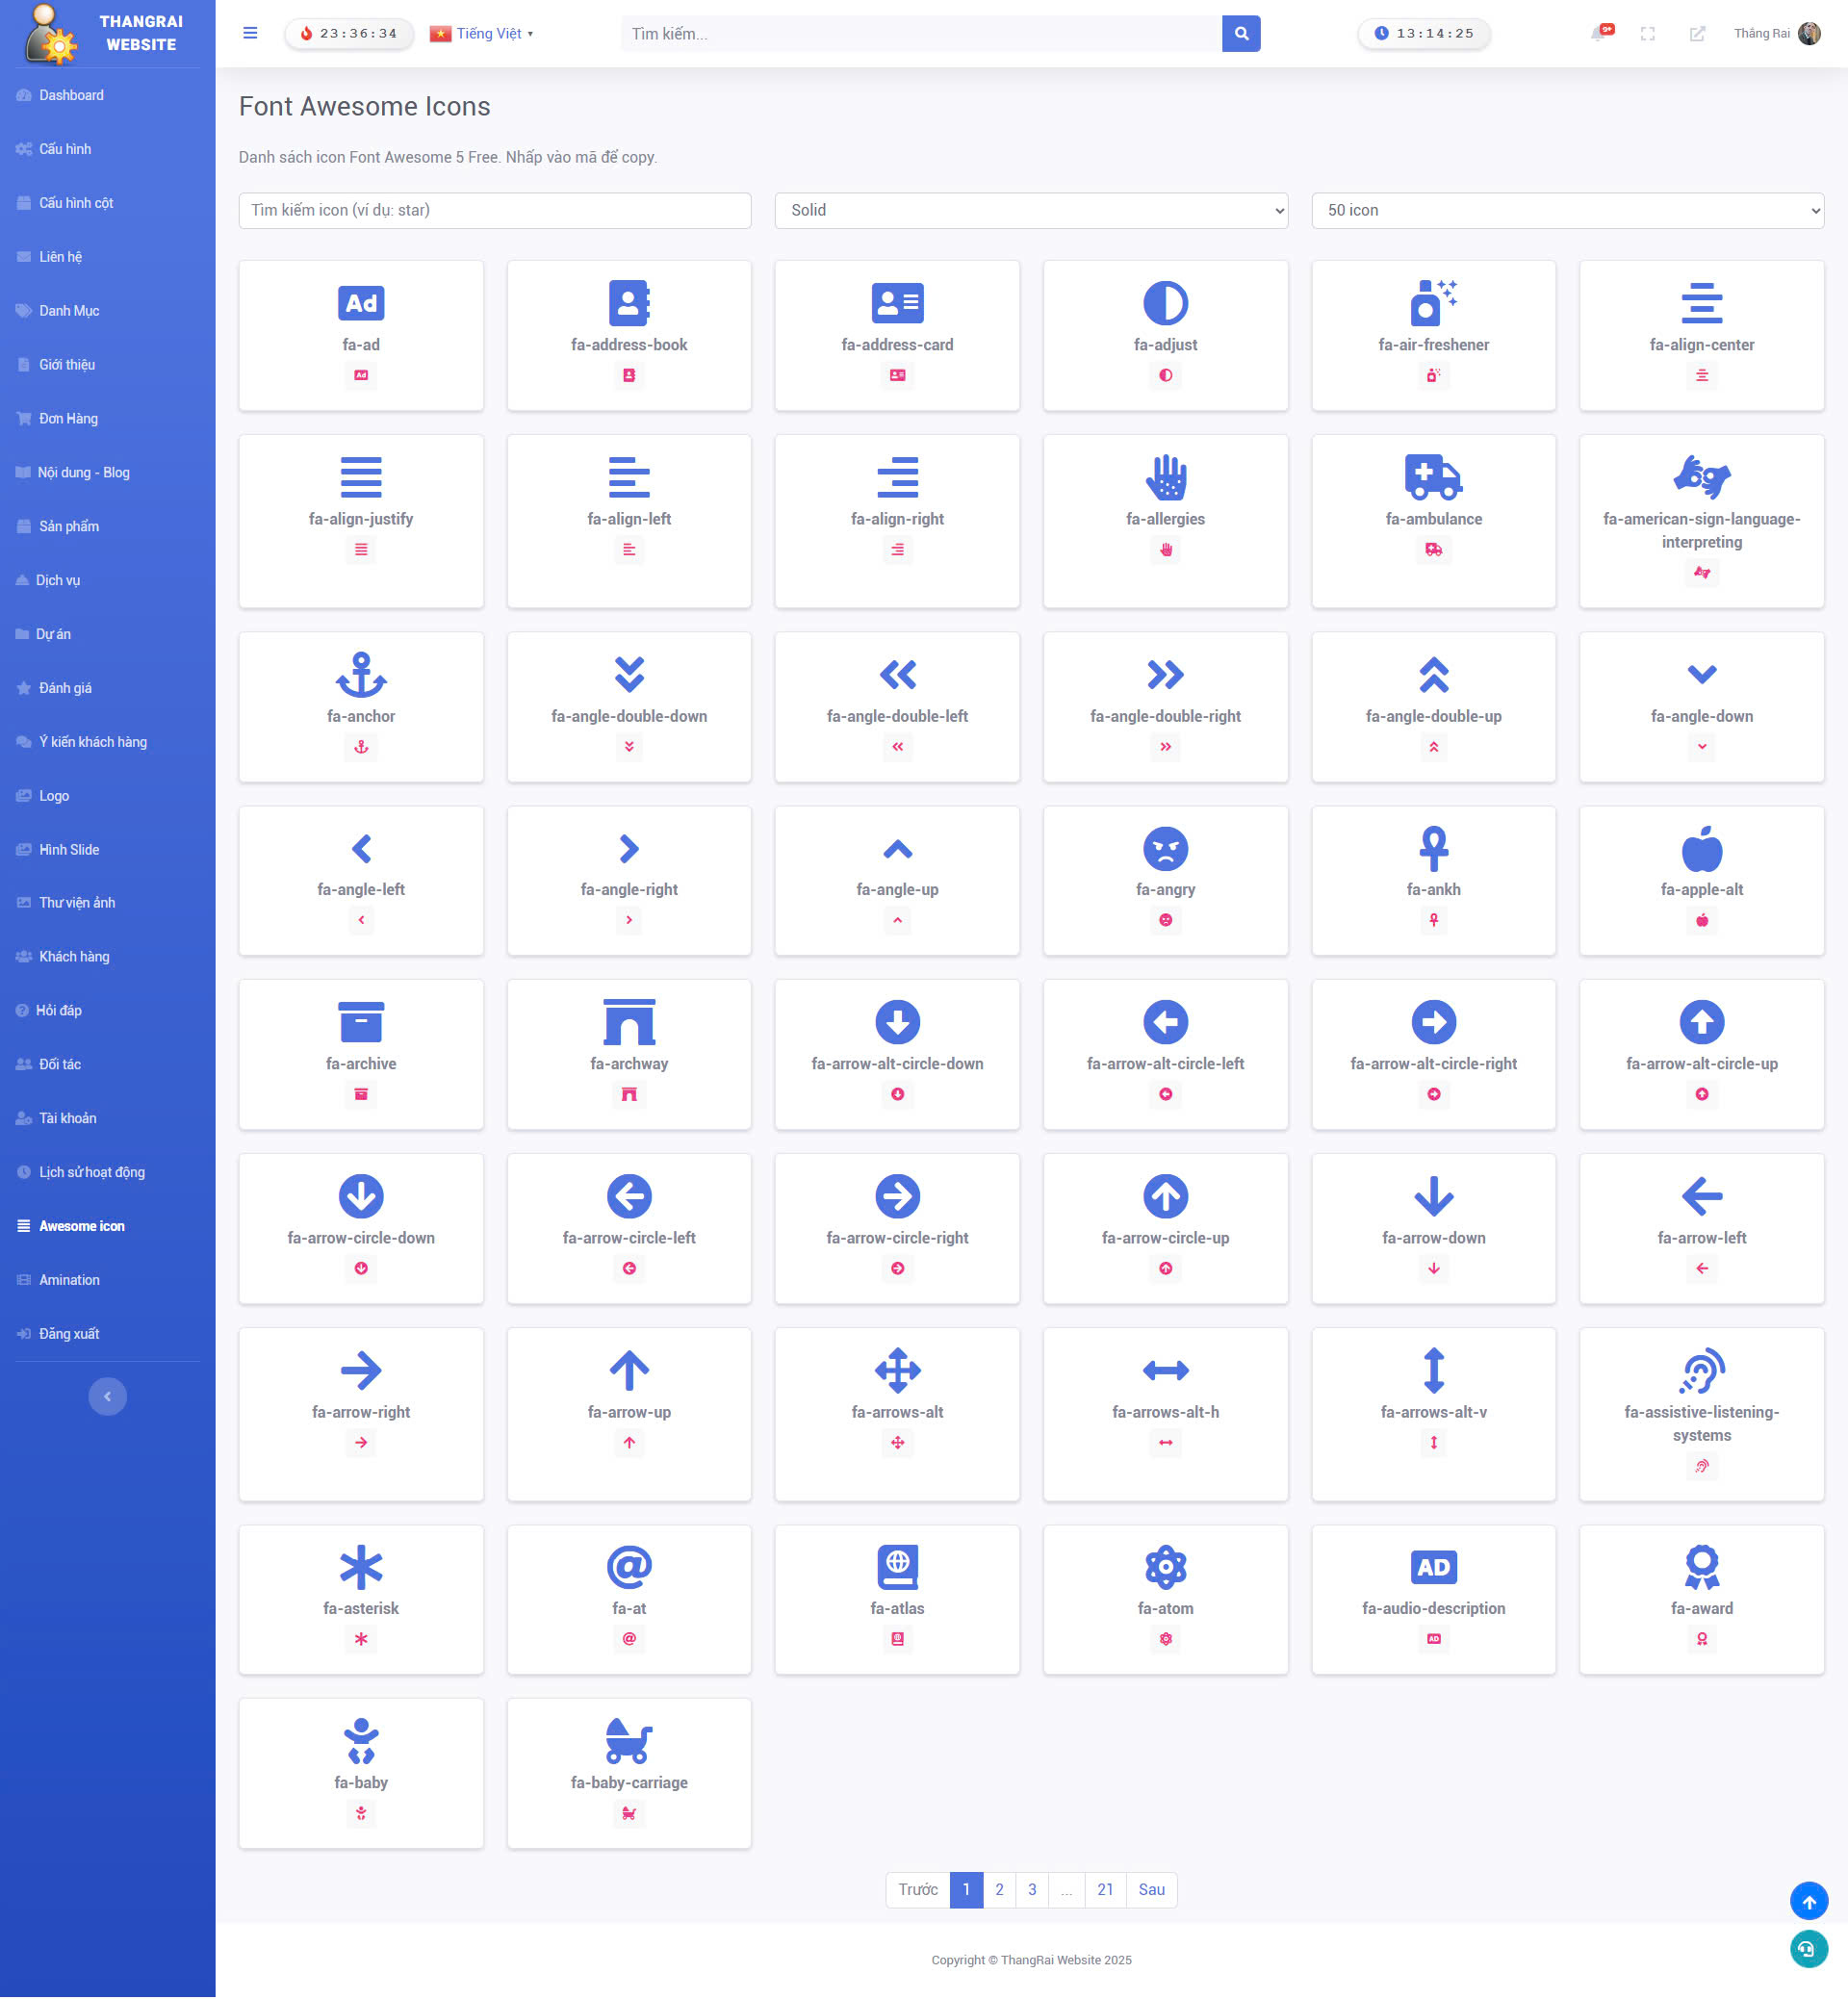 THANGRAI
WEBSITE
Dashboard
Cấu hình
Cấu hình cột
Liên hệ
Danh Mục
Giới thiệu
Đơn Hàng
Nội dung - Blog
Sản phẩm
Dịch vụ
Dự án
Đánh giá
Ý kiến khách hàng
Logo
Hình Slide
Thư viện ảnh
Khách hàng
Hỏi đáp
Đối tác
Tài khoản
Lịch sử hoạt động
Awesome icon
Amination
Đăng xuất
23:36:34 Tiếng Việt Tìm kiếm... 13:14:25 9+ Thắng Rai
Font Awesome Icons
Danh sách icon Font Awesome 5 Free. Nhấp vào mã để copy.
Tìm kiếm icon (ví dụ: star) Solid 50 icon
Ad
fa-ad fa-address-book fa-address-card fa-adjust fa-air-freshener fa-align-center
Ad
fa-align-justify fa-align-left fa-align-right fa-allergies fa-ambulance fa-american-sign-language-
interpreting
fa-anchor fa-angle-double-down fa-angle-double-left fa-angle-double-right fa-angle-double-up fa-angle-down
fa-angle-left fa-angle-right fa-angle-up fa-angry fa-ankh fa-apple-alt
fa-archive fa-archway fa-arrow-alt-circle-down fa-arrow-alt-circle-left fa-arrow-alt-circle-right fa-arrow-alt-circle-up
fa-arrow-circle-down fa-arrow-circle-left fa-arrow-circle-right fa-arrow-circle-up fa-arrow-down fa-arrow-left
fa-arrow-right fa-arrow-up fa-arrows-alt fa-arrows-alt-h fa-arrows-alt-v fa-assistive-listening-
systems
@ AD
fa-asterisk fa-at fa-atlas fa-atom fa-audio-description fa-award
@ AD
fa-baby fa-baby-carriage
Trước 1 2 3 ... 21 Sau
Copyright © ThangRai Website 2025